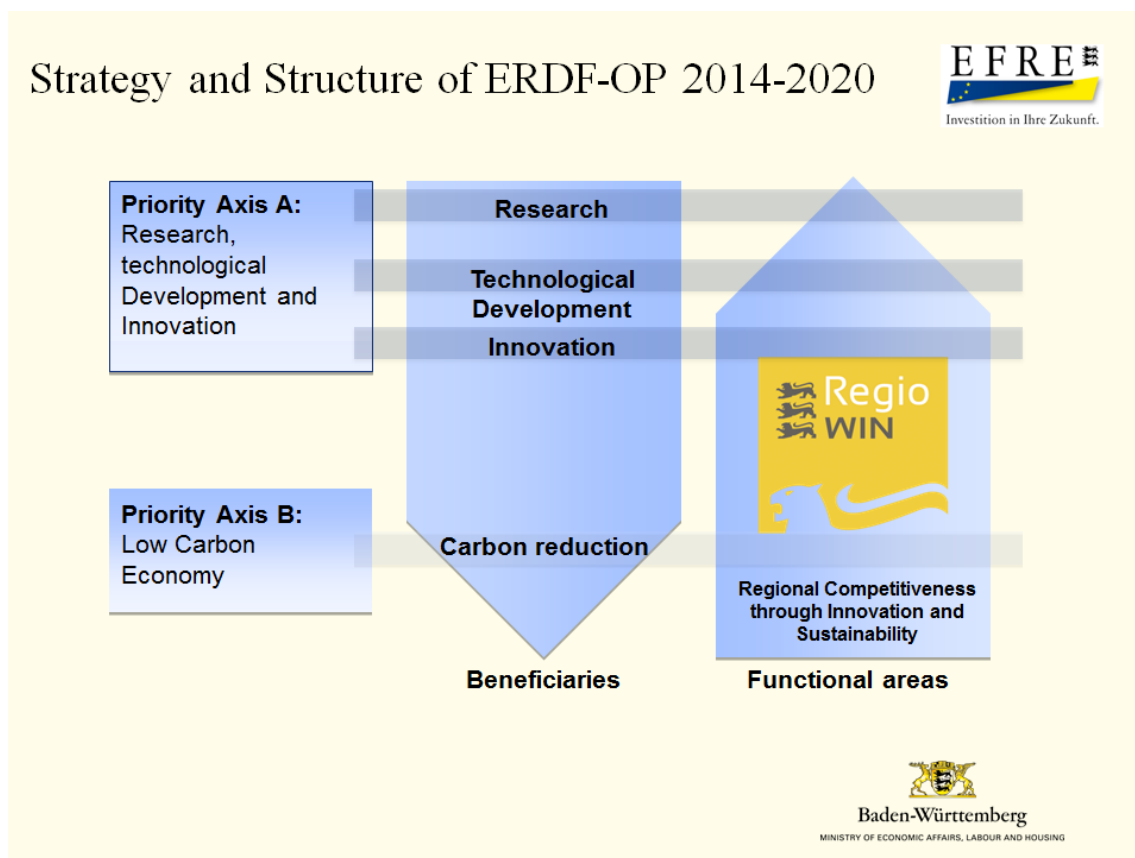 Strategy and Structure of ERDF-OP 2014-2020
EFRE
Investition in Ihre Zukunft.
Priority Axis A:
Research,
technological
Development and
Innovation
Research
Technological
Development
Innovation
Regio
WIN
Priority Axis B:
Low Carbon
Economy
Carbon reduction
Regional Competitiveness
through Innovation and
Sustainability
Beneficiaries
Functional areas
Baden-Württemberg
MINISTRY OF ECONOMIC AFFAIRS, LABOUR AND HOUSING